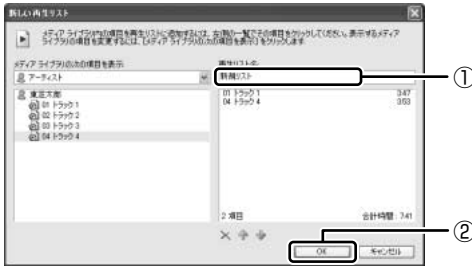 新しい再生リスト
メディア ライブラリ内の項目を再生リストに追加するには、左側の一覧でその項目をクリックしてください。表示するメディア
ライブラリの項目を変更するには、[メディア ライブラリの次の項目を表示] をクリックします。
メディア ライブラリの次の項目を表示:
再生リスト名:
アーティスト
新規リスト
①
東芝太郎
01 トラック 1
02 トラック 2
03 トラック 3
04 トラック 4
01 トラック 1 3:47
04 トラック 4 3:53
2 項目 合計時間: 7:41
②
OK キャンセル